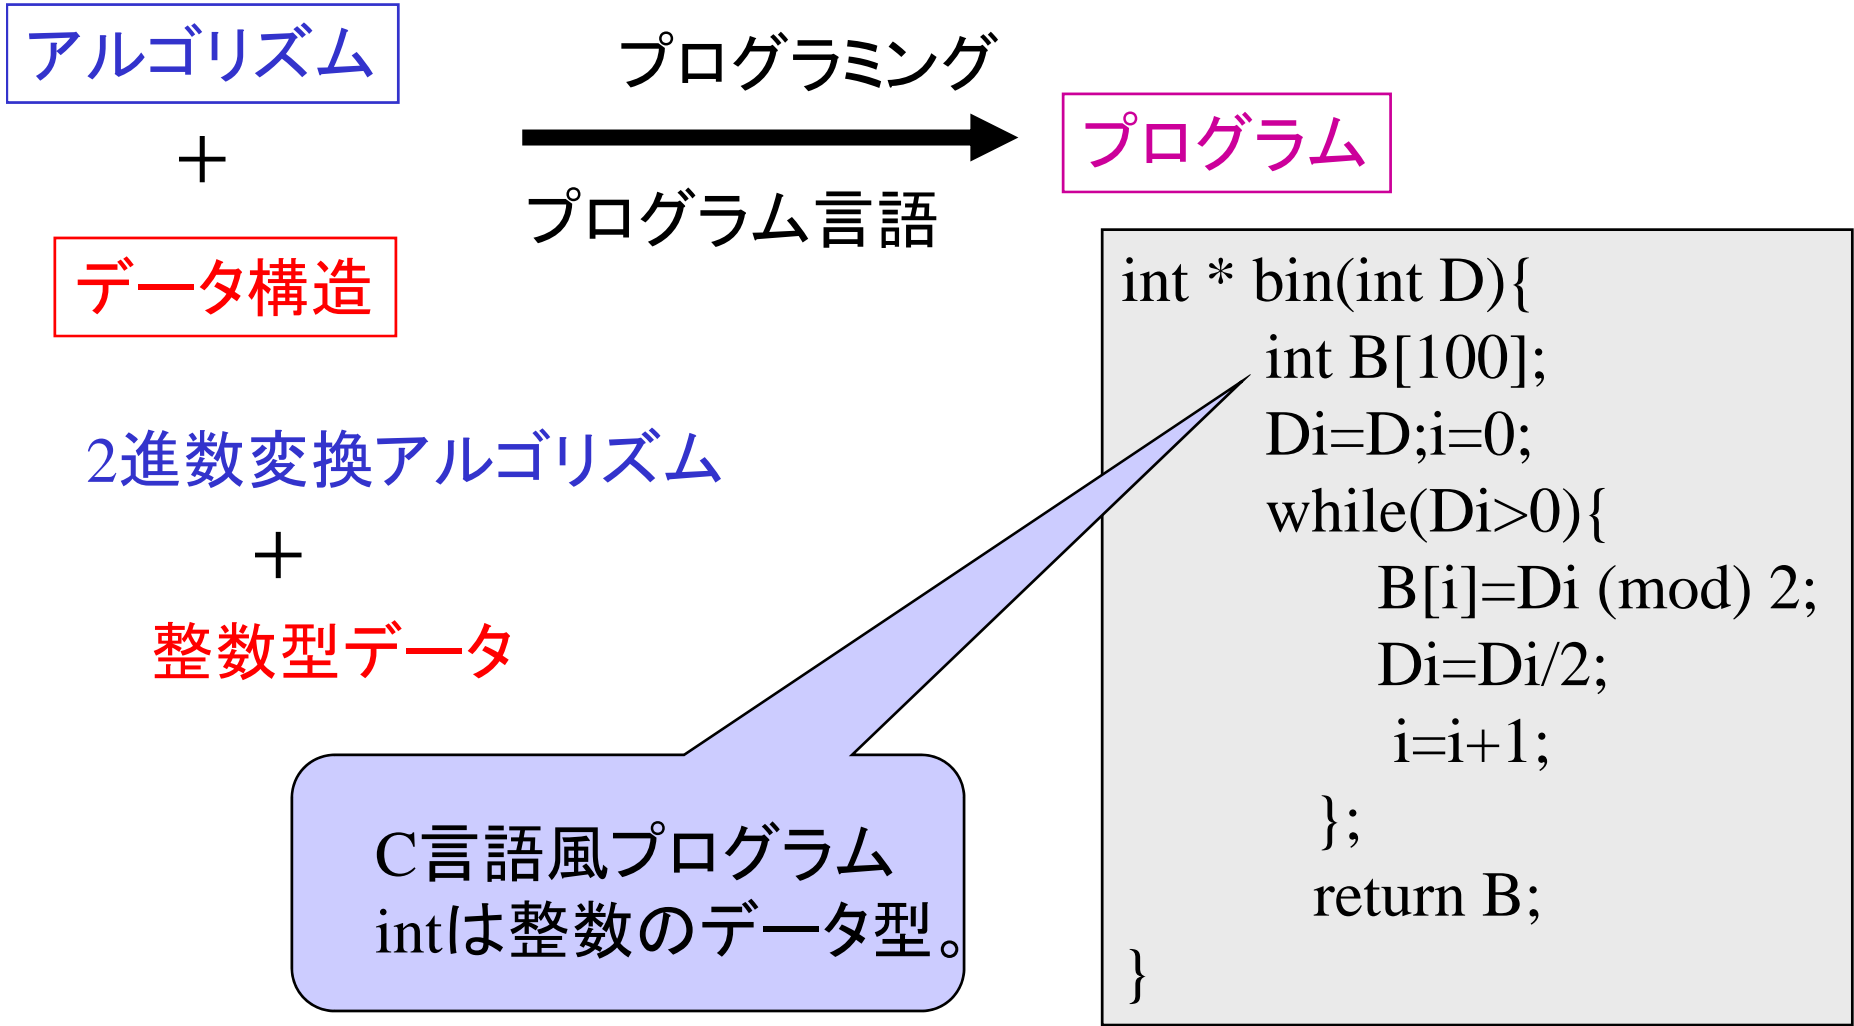 アルゴリズム
+
データ構造
プログラミング
プログラム言語
プログラム
2進数変換アルゴリズム
+
整数型データ
C言語風プログラム
intは整数のデータ型。
int * bin(int D){
int B[100];
Di=D;i=0;
while(Di>0){
B[i]=Di (mod) 2;
Di=Di/2;
i=i+1;
};
return B;
}